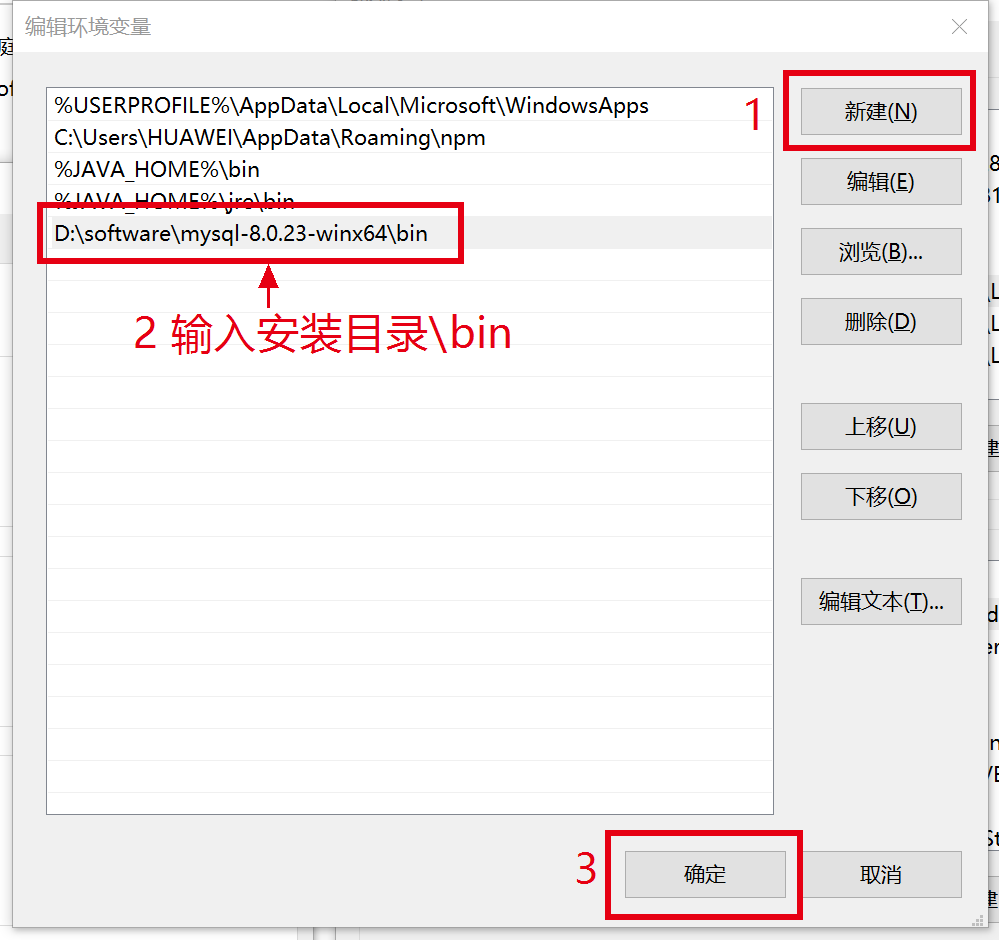 编辑环境变量
%USERPROFILE%\AppData\Local\Microsoft\WindowsApps
C:\Users\HUAWEI\AppData\Roaming\npm
%JAVA_HOME%\bin
%JAVA_HOME%\jre\bin
D:\software\mysql-8.0.23-winx64\bin
2 输入安装目录\bin
1
新建(N)
编辑(E)
浏览(B)...
删除(D)
上移(U)
下移(O)
编辑文本(T)...
3
确定
取消